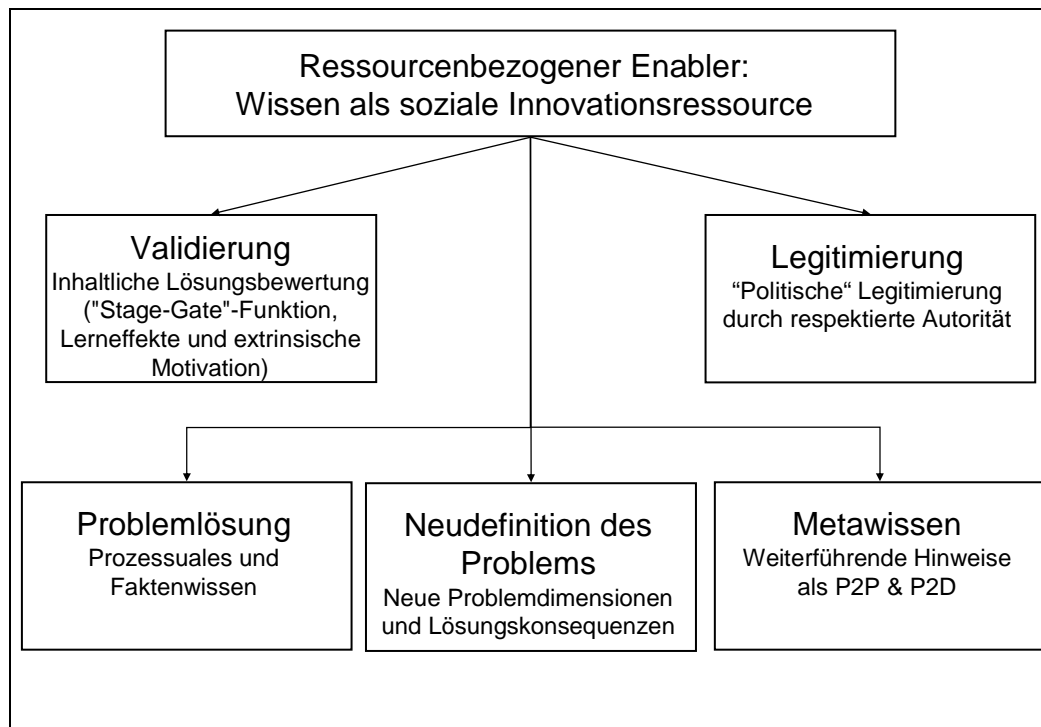 Ressourcenbezogener Enabler:
Wissen als soziale Innovationsressource
Validierung
Inhaltliche Lösungsbewertung
("Stage-Gate"-Funktion,
Lerneffekte und extrinsische
Motivation)
Legitimierung
“Politische“ Legitimierung
durch respektierte Autorität
Problemlösung
Prozessuales und
Faktenwissen
Neudefinition des
Problems
Neue Problemdimensionen
und Lösungskonsequenzen
Metawissen
Weiterführende Hinweise
als P2P & P2D